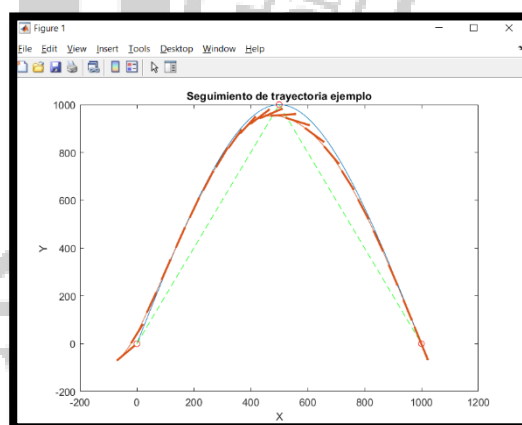 Figure 1
File Edit View Insert Tools Desktop Window Help
Seguimiento de trayectoria ejemplo
1000
800
600
400
200
0
-200
Y
-200 0 200 400 600 800 1000 1200
X